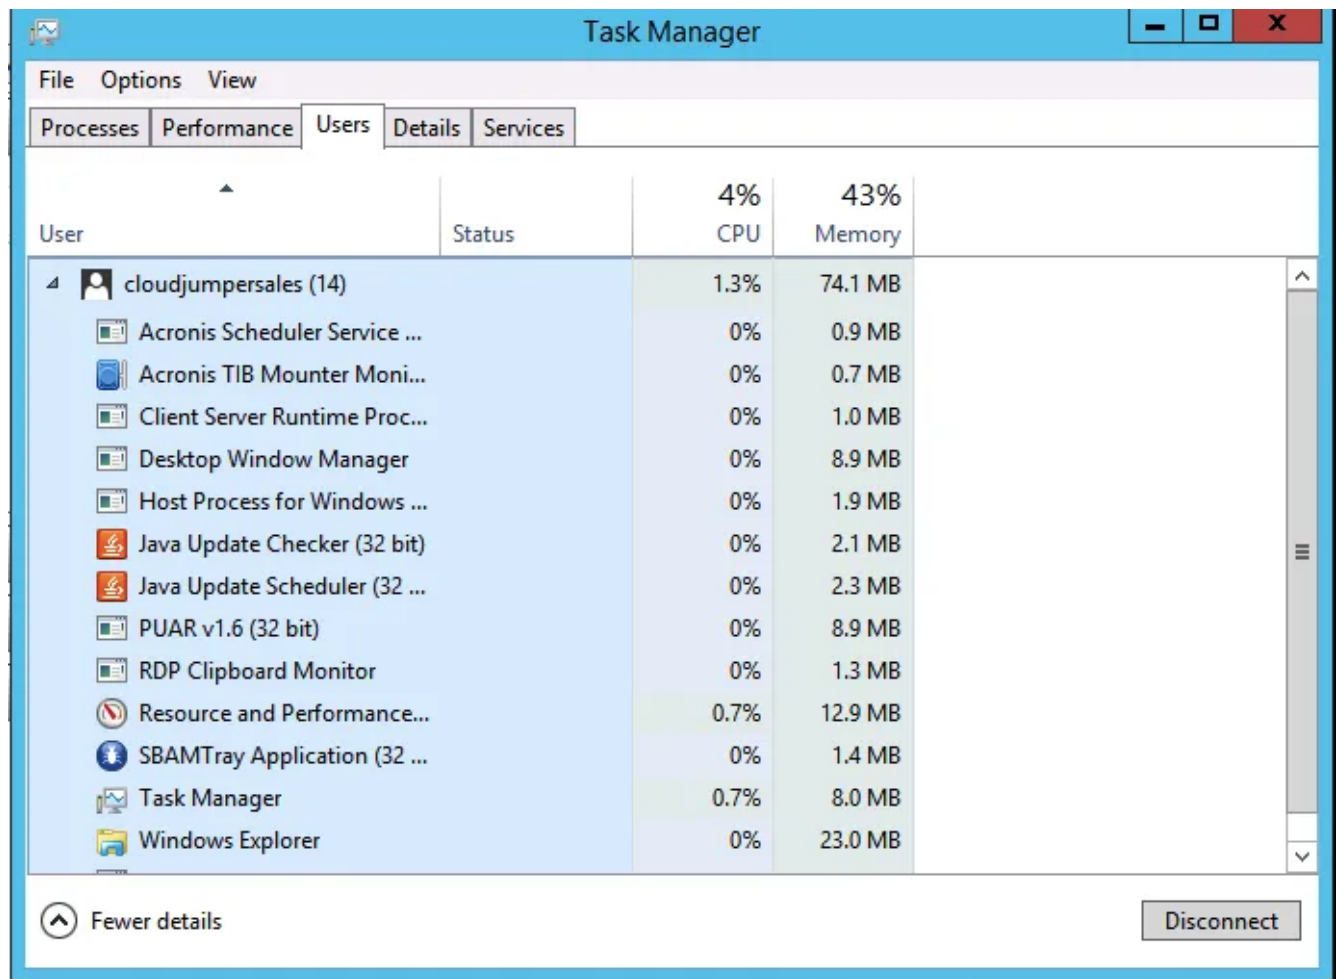 Task Manager
File Options View
Processes Performance Users Details Services
4% 43%
User Status CPU Memory
cloudjumpersales (14) 1.3% 74.1 MB
Acronis Scheduler Service ... 0% 0.9 MB
Acronis TIB Mounter Moni... 0% 0.7 MB
Client Server Runtime Proc... 0% 1.0 MB
Desktop Window Manager 0% 8.9 MB
Host Process for Windows ... 0% 1.9 MB
Java Update Checker (32 bit) 0% 2.1 MB
Java Update Scheduler (32 ... 0% 2.3 MB
PUAR v1.6 (32 bit) 0% 8.9 MB
RDP Clipboard Monitor 0% 1.3 MB
Resource and Performance... 0.7% 12.9 MB
SBAMTray Application (32 ... 0% 1.4 MB
Task Manager 0.7% 8.0 MB
Windows Explorer 0% 23.0 MB
Fewer details Disconnect